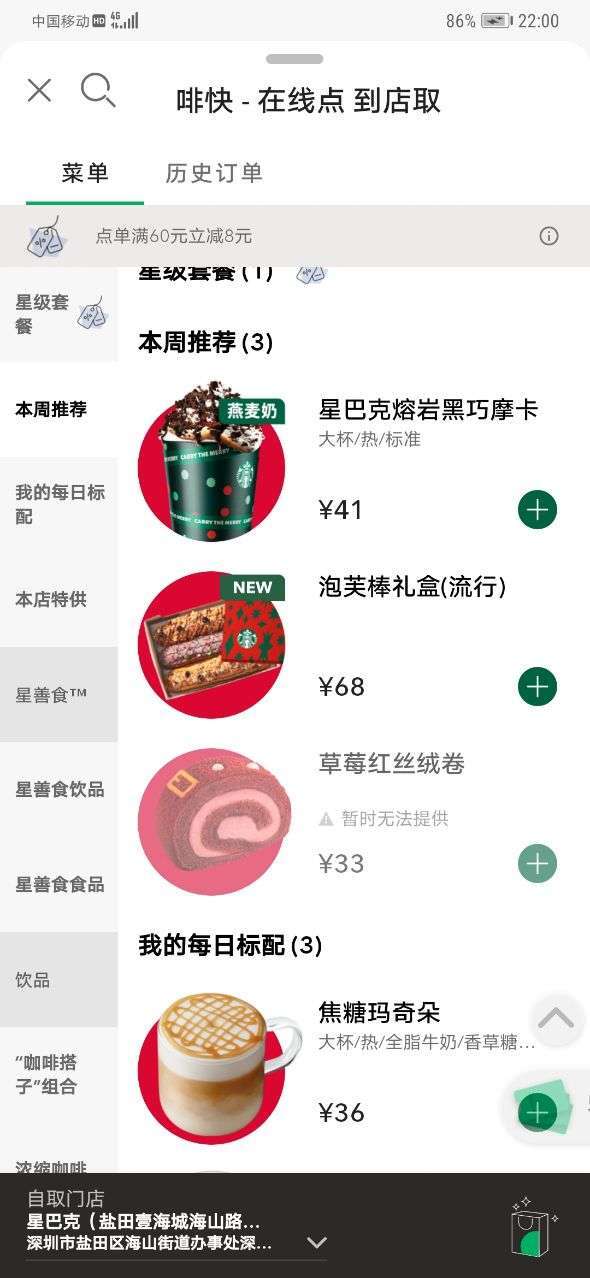 中国移动 HD 4G 86% 22:00
啡快 - 在线点 到店取
菜单 历史订单
点单满60元立减8元
星级套餐
星级套餐 (1)
本周推荐 (3)
本周推荐
燕麦奶
CARRY THE MERRY
CARRY THE MERRY
星巴克熔岩黑巧摩卡
大杯/热/标准
¥41
我的每日标配
本店特供
NEW
泡芙棒礼盒(流行)
¥68
星善食™
星善食饮品
草莓红丝绒卷
暂时无法提供
¥33
星善食食品
我的每日标配 (3)
饮品
焦糖玛奇朵
大杯/热/全脂牛奶/香草糖...
¥36
“咖啡搭
子”组合
浓缩咖啡
自取门店
星巴克（盐田壹海城海山路...
深圳市盐田区海山街道办事处深...